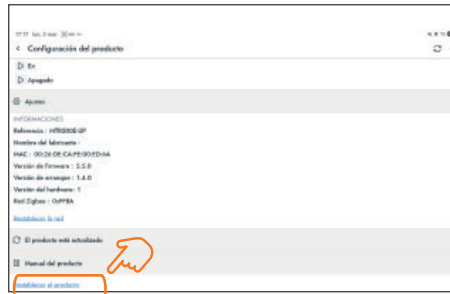 Configuración del producto
En
Apagado
Ajustes
INFORMACIONES
Referencia : MTR500E-UP
Nombre del fabricante :
MAC : 00:26:DE:CA:FE:00:ED:6A
Versión de firmware : 5.5.0
Versión de arranque : 1.4.0
Versión del hardware: 1
Red Zigbee : 0xFFBA
Restablecer la red
El producto está actualizado
Manual del producto
Restablecer el producto